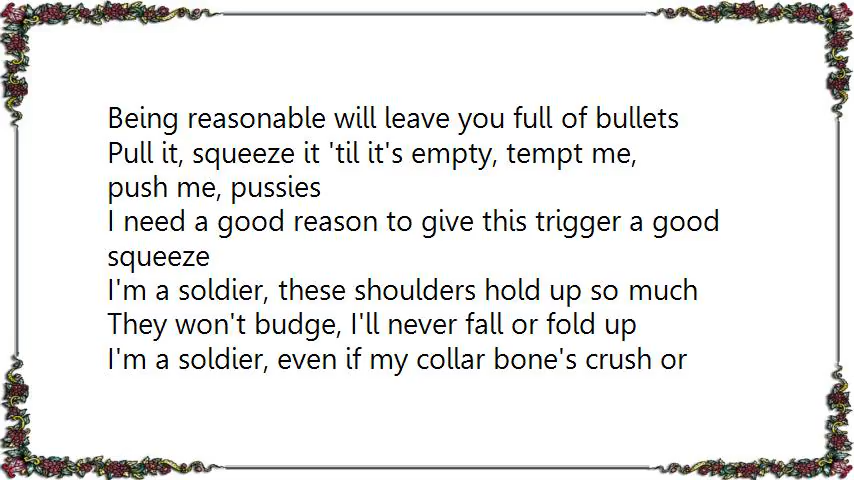 Being reasonable will leave you full of bullets
Pull it, squeeze it 'til it's empty, tempt me,
push me, pussies
I need a good reason to give this trigger a good
squeeze
I'm a soldier, these shoulders hold up so much
They won't budge, I'll never fall or fold up
I'm a soldier, even if my collar bone's crush or